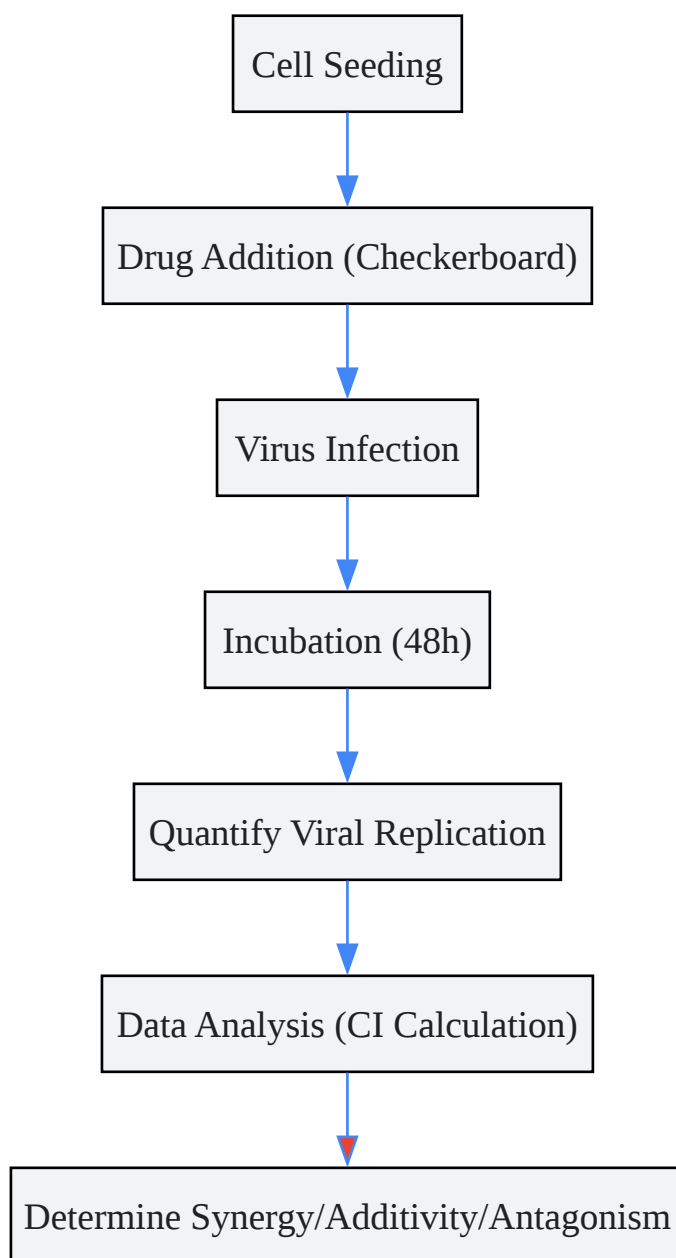 Cell Seeding
Drug Addition (Checkerboard)
Virus Infection
Incubation (48h)
Quantify Viral Replication
Data Analysis (CI Calculation)
Determine Synergy/Additivity/Antagonism